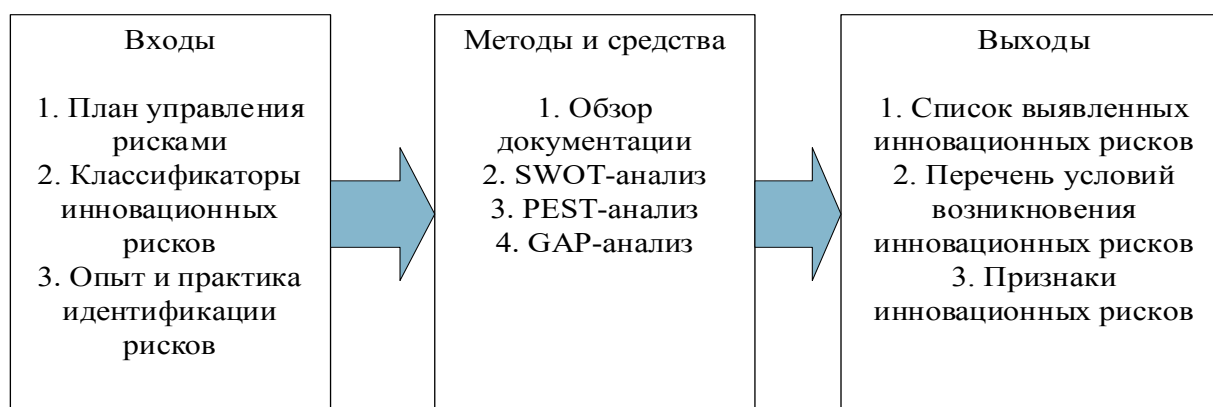 Входы
1. План управления
рисками
2. Классификаторы
инновационных
рисков
3. Опыт и практика
идентификации
рисков
Методы и средства
1. Обзор
документации
2. SWOT-анализ
3. PEST-анализ
4. GAP-анализ
Выходы
1. Список выявленных
инновационных рисков
2. Перечень условий
возникновения
инновационных рисков
3. Признаки
инновационных рисков